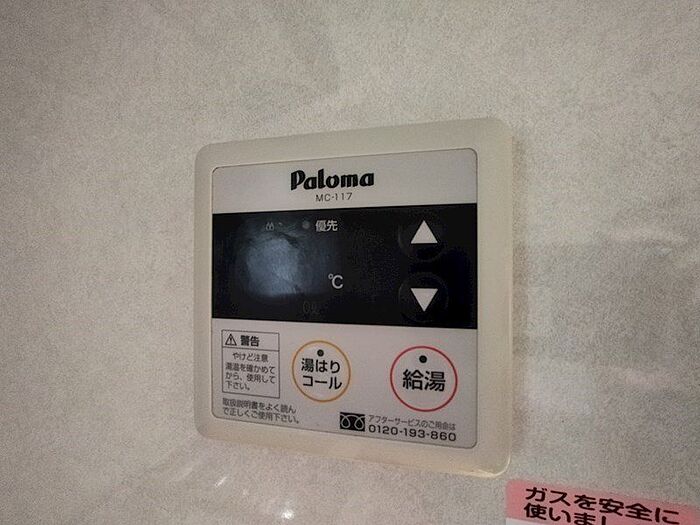 Paloma
MC-117
優先
℃
警告
やけど注意
湯温を確かめて
から、使用して
下さい。
取扱説明書をよく読ん
で正しくご使用下さい。
湯はり
コール
給湯
アフターサービスのご用命は
0120-193-860
ガスを安全に
使いまし